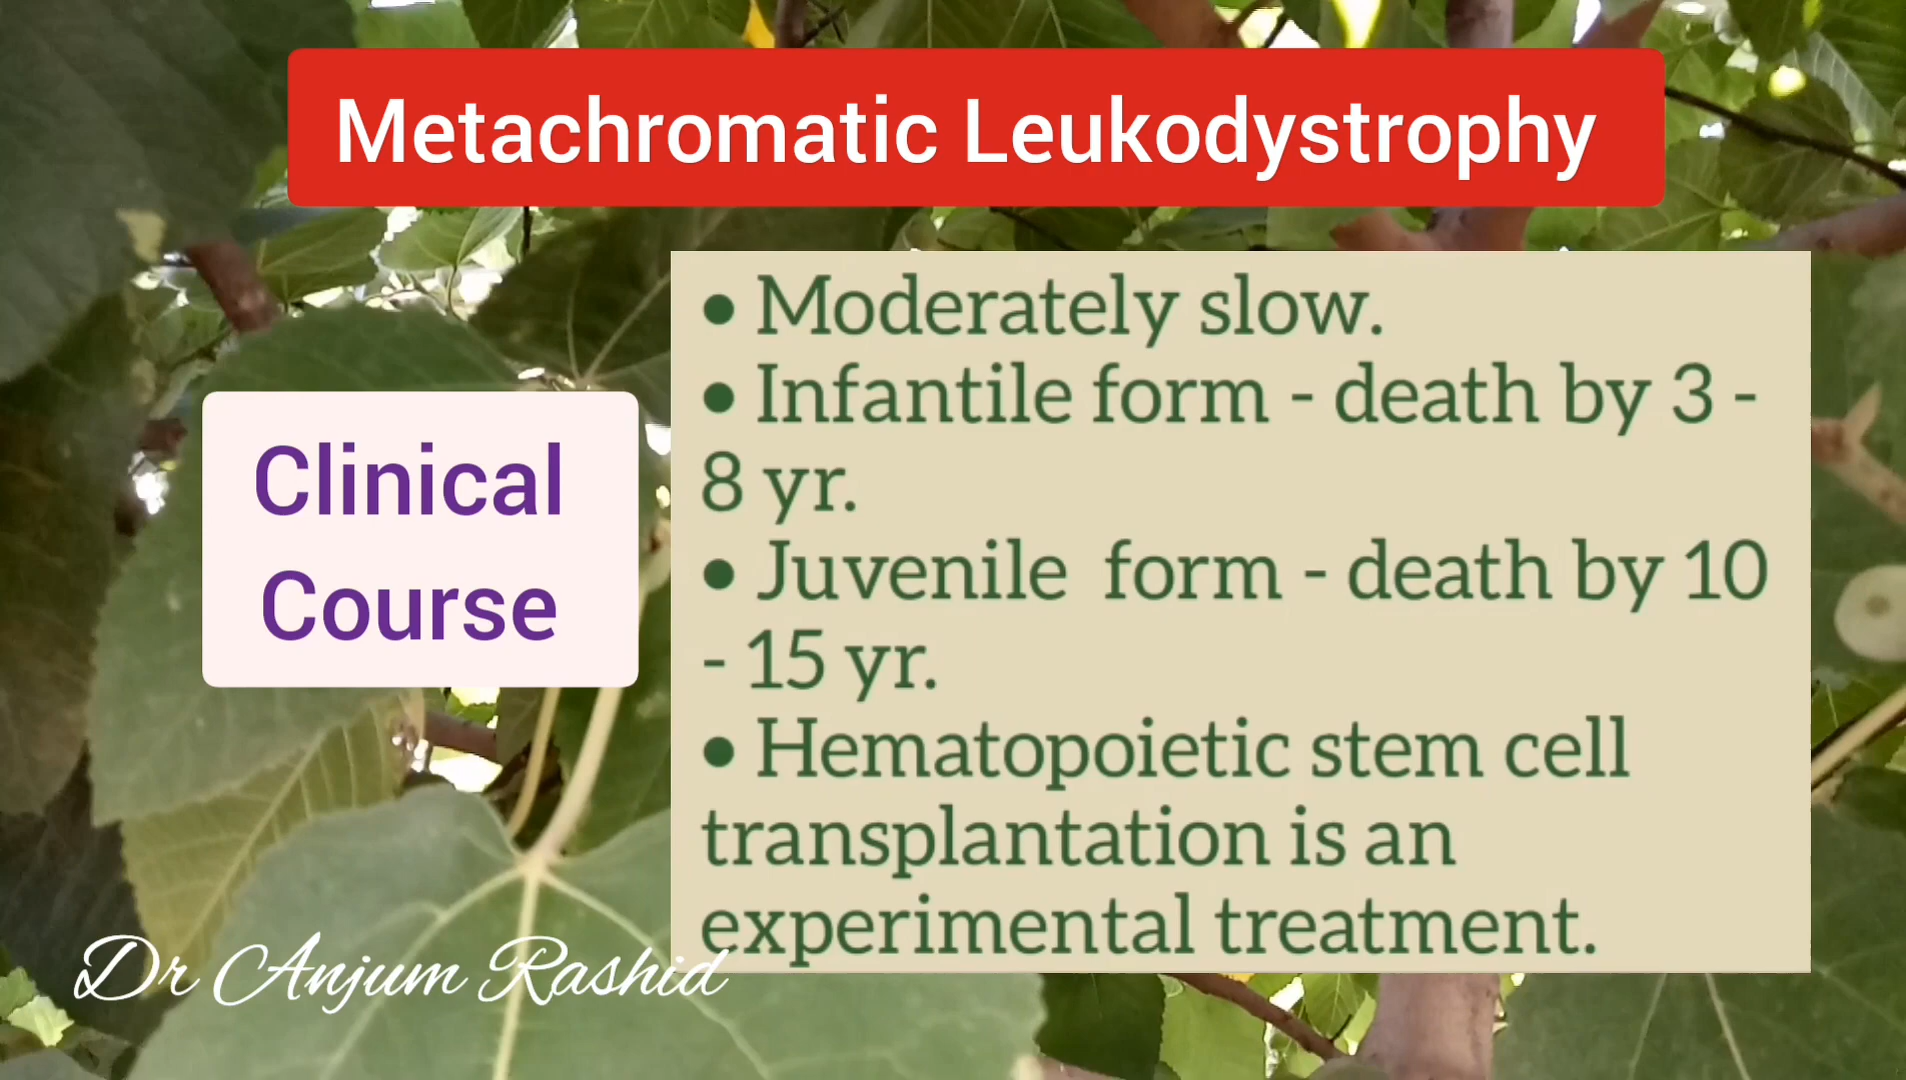 Metachromatic Leukodystrophy
Clinical
Course
• Moderately slow.
• Infantile form - death by 3 -
8 yr.
• Juvenile form - death by 10
- 15 yr.
• Hematopoietic stem cell
transplantation is an
experimental treatment.
Dr Anjum Rashid